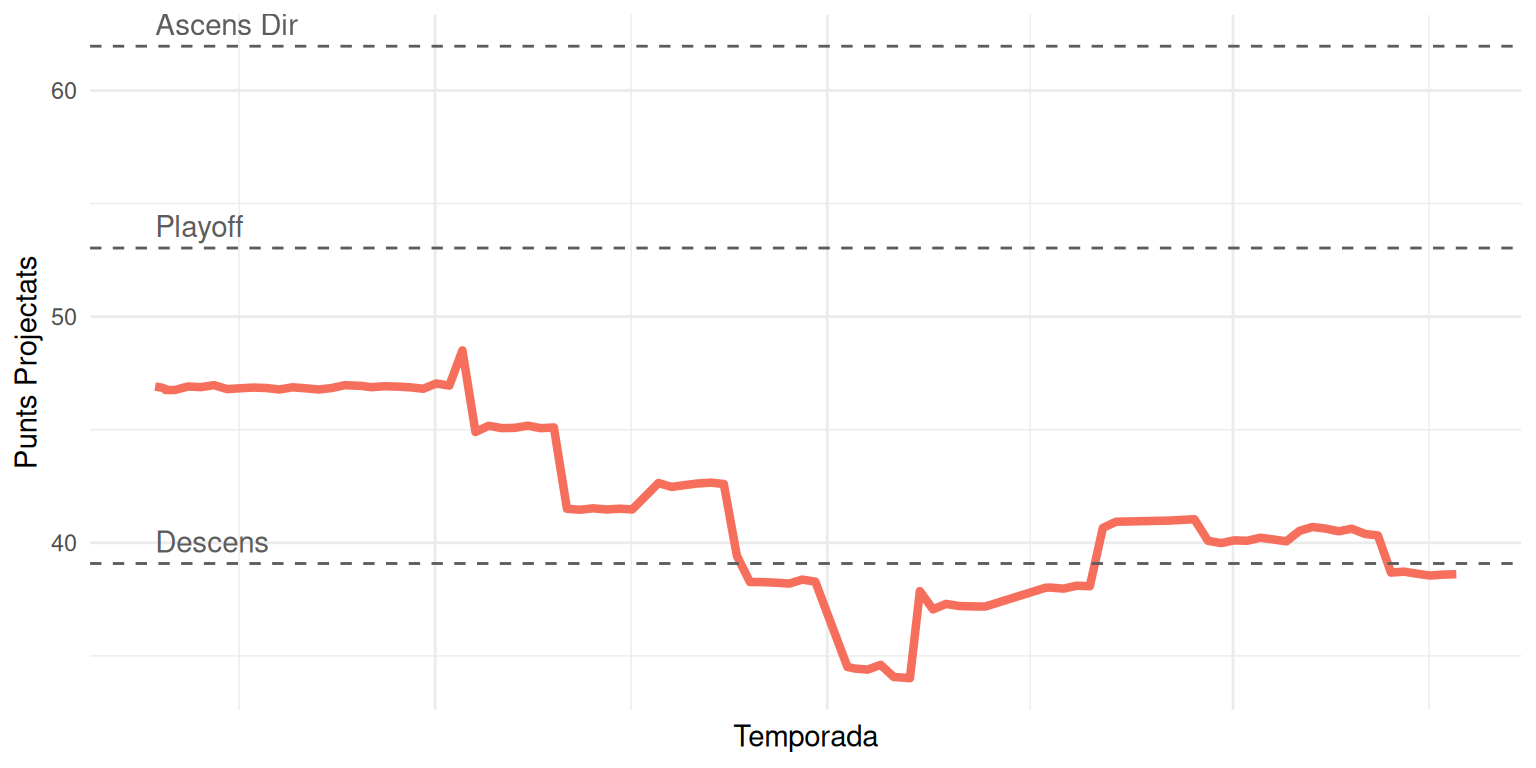 Ascens Dir
60
Playoff
50
Punts Projectats
Descens
40
Temporada